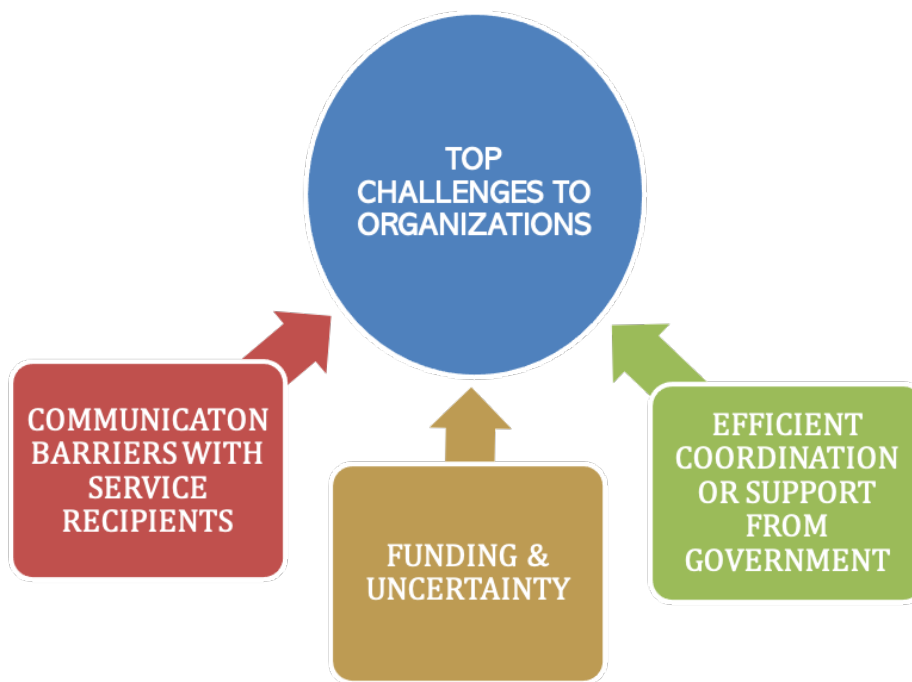 TOP
CHALLENGES TO
ORGANIZATIONS
COMMUNICATON
BARRIERS WITH
SERVICE
RECIPIENTS
FUNDING &
UNCERTAINTY
EFFICIENT
COORDINATION
OR SUPPORT
FROM
GOVERNMENT